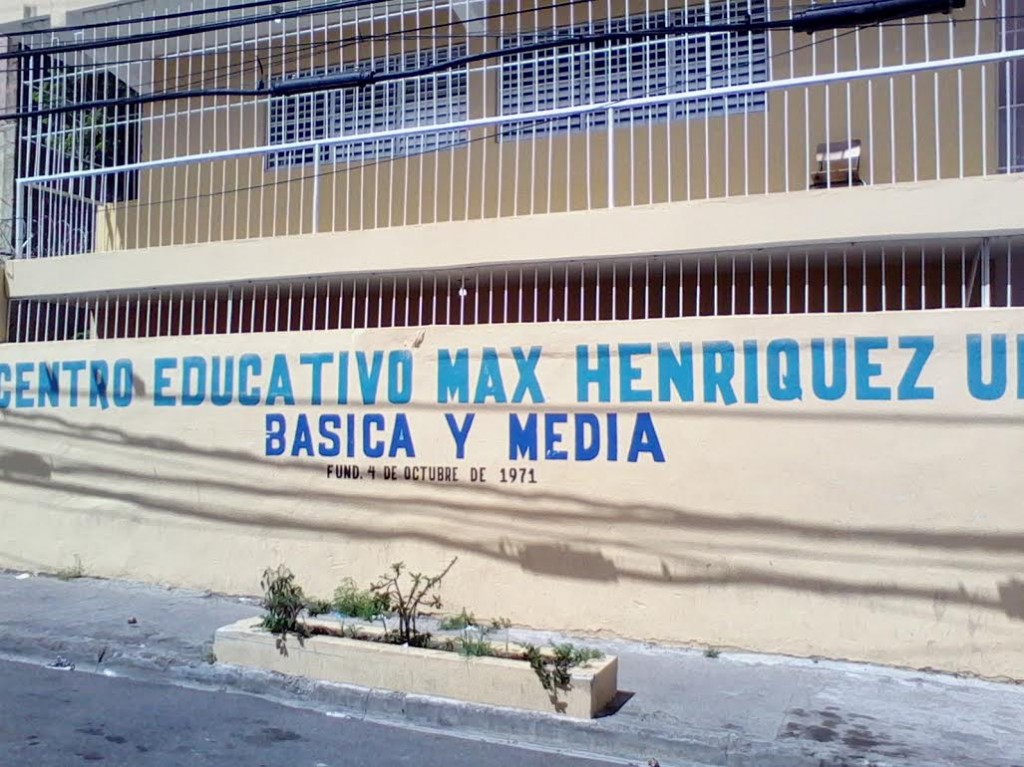 CENTRO EDUCATIVO MAX HENRIQUEZ
BASICA Y MEDIA
FUND. 4 DE OCTUBRE DE 1971